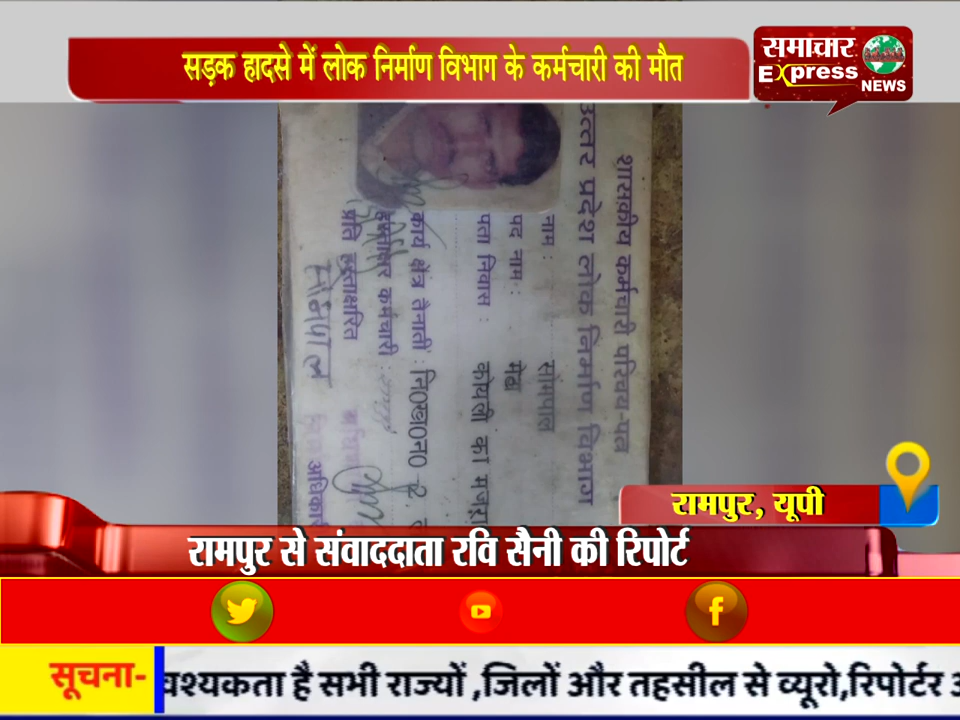 सड़क हादसे में लोक निर्माण विभाग के कर्मचारी की मौत
समाचार
Express
NEWS
शासकीय कर्मचारी परिचय-पत्र
उत्तर प्रदेश लोक निर्माण विभाग
नाम : सोमपाल
पद नाम : मेठ
पता निवास : कोयली का मजरा
कार्य क्षेत्र तैनाती : नि०ख०न०
हस्ताक्षर कर्मचारी :
प्रति हस्ताक्षरित
सोमपाल
रामपुर, यूपी
रामपुर से संवाददाता रवि सैनी की रिपोर्ट
सूचना- वश्यकता है सभी राज्यों ,जिलों और तहसील से व्यूरो,रिपोर्टर